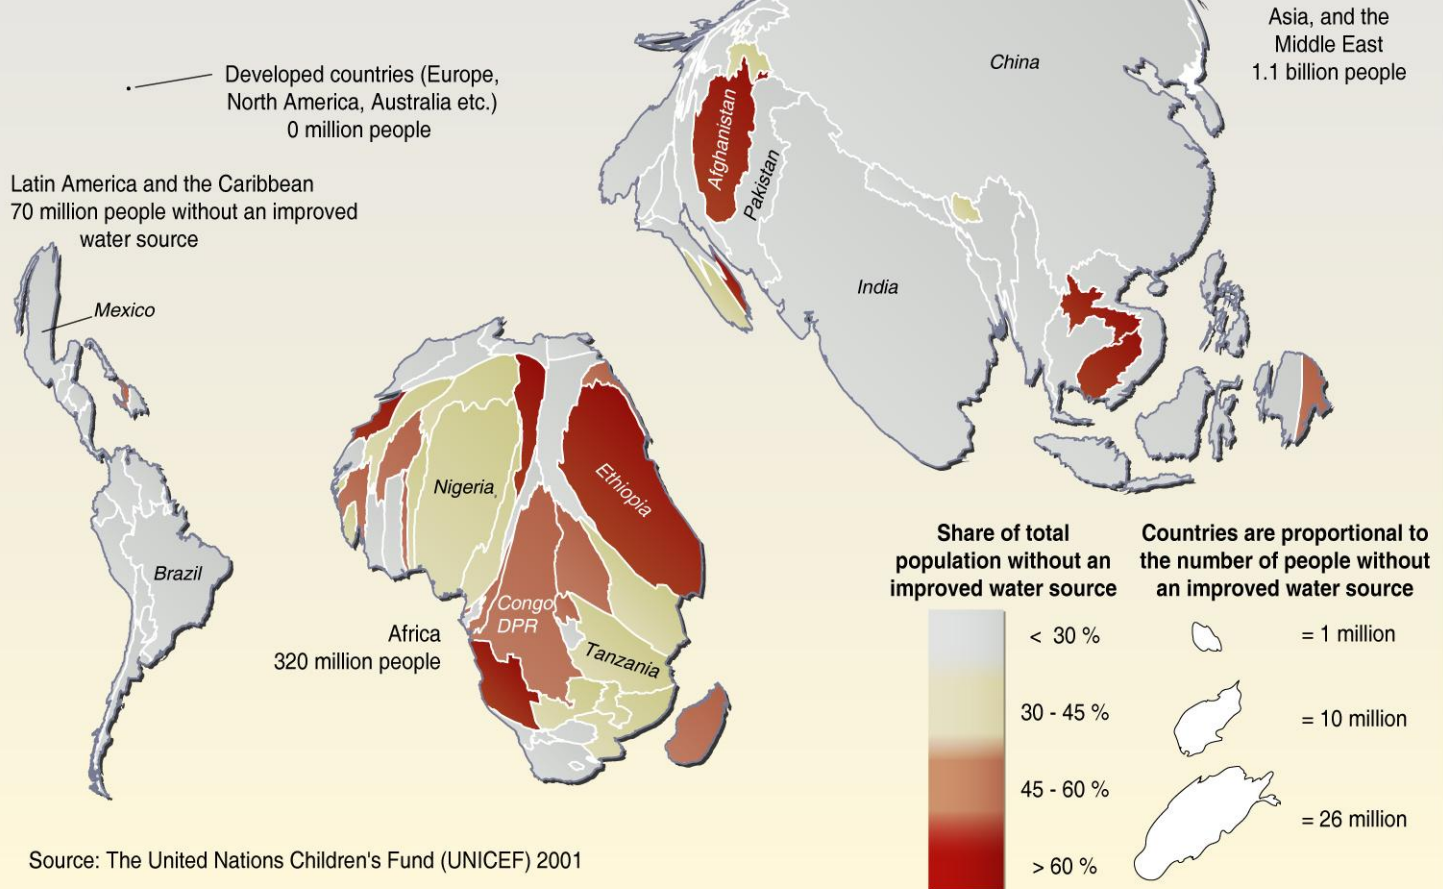 Asia, and the
Middle East
1.1 billion people
China
Developed countries (Europe,
North America, Australia etc.)
0 million people
Afghanistan
Pakistan
Latin America and the Caribbean
70 million people without an improved
water source
India
Mexico
Nigeria
Ethiopia
Brazil
Congo
DPR
Tanzania
Africa
320 million people
Share of total
population without an
improved water source
< 30 %
30 - 45 %
45 - 60 %
> 60 %
Countries are proportional to
the number of people without
an improved water source
= 1 million
= 10 million
= 26 million
Source: The United Nations Children's Fund (UNICEF) 2001